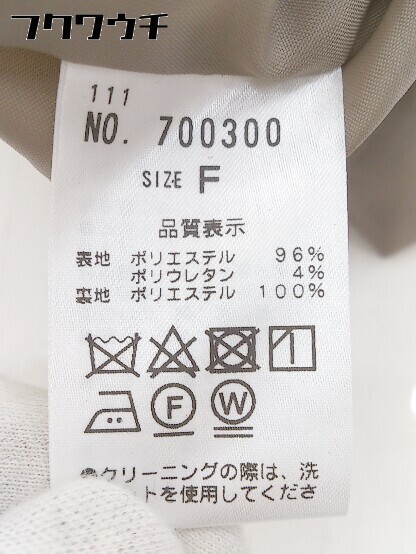 フクワウチ
111
NO. 700300
SIZE F
品質表示
表地 ポリエステル 96%
ポリウレタン 4%
裏地 ポリエステル 100%
F W
クリーニングの際は、洗
ットを使用してくださ